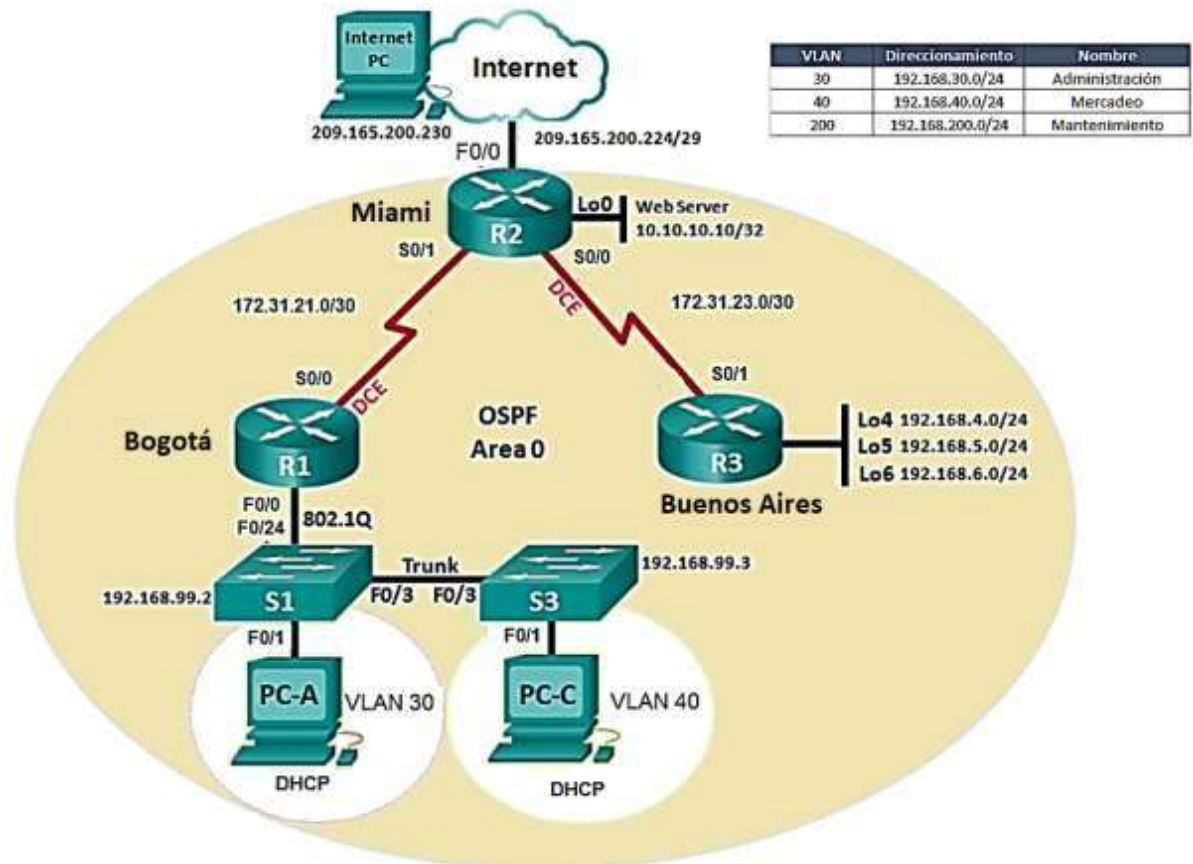 Internet
PC
Internet
209.165.200.230
209.165.200.224/29
F0/0
VLAN Direccionamiento Nombre
30 192.168.30.0/24 Administración
40 192.168.40.0/24 Mercadeo
200 192.168.200.0/24 Mantenimiento
Miami
R2
Lo0
Web Server
10.10.10.10/32
S0/1
S0/0
DCE
172.31.21.0/30
172.31.23.0/30
S0/0
DCE
S0/1
OSPF
Area 0
Bogotá
R1
R3
Buenos Aires
Lo4 192.168.4.0/24
Lo5 192.168.5.0/24
Lo6 192.168.6.0/24
F0/0
F0/24
802.1Q
Trunk
192.168.99.3
192.168.99.2
S1
F0/3
F0/3
S3
F0/1
F0/1
PC-A
VLAN 30
PC-C
VLAN 40
DHCP
DHCP